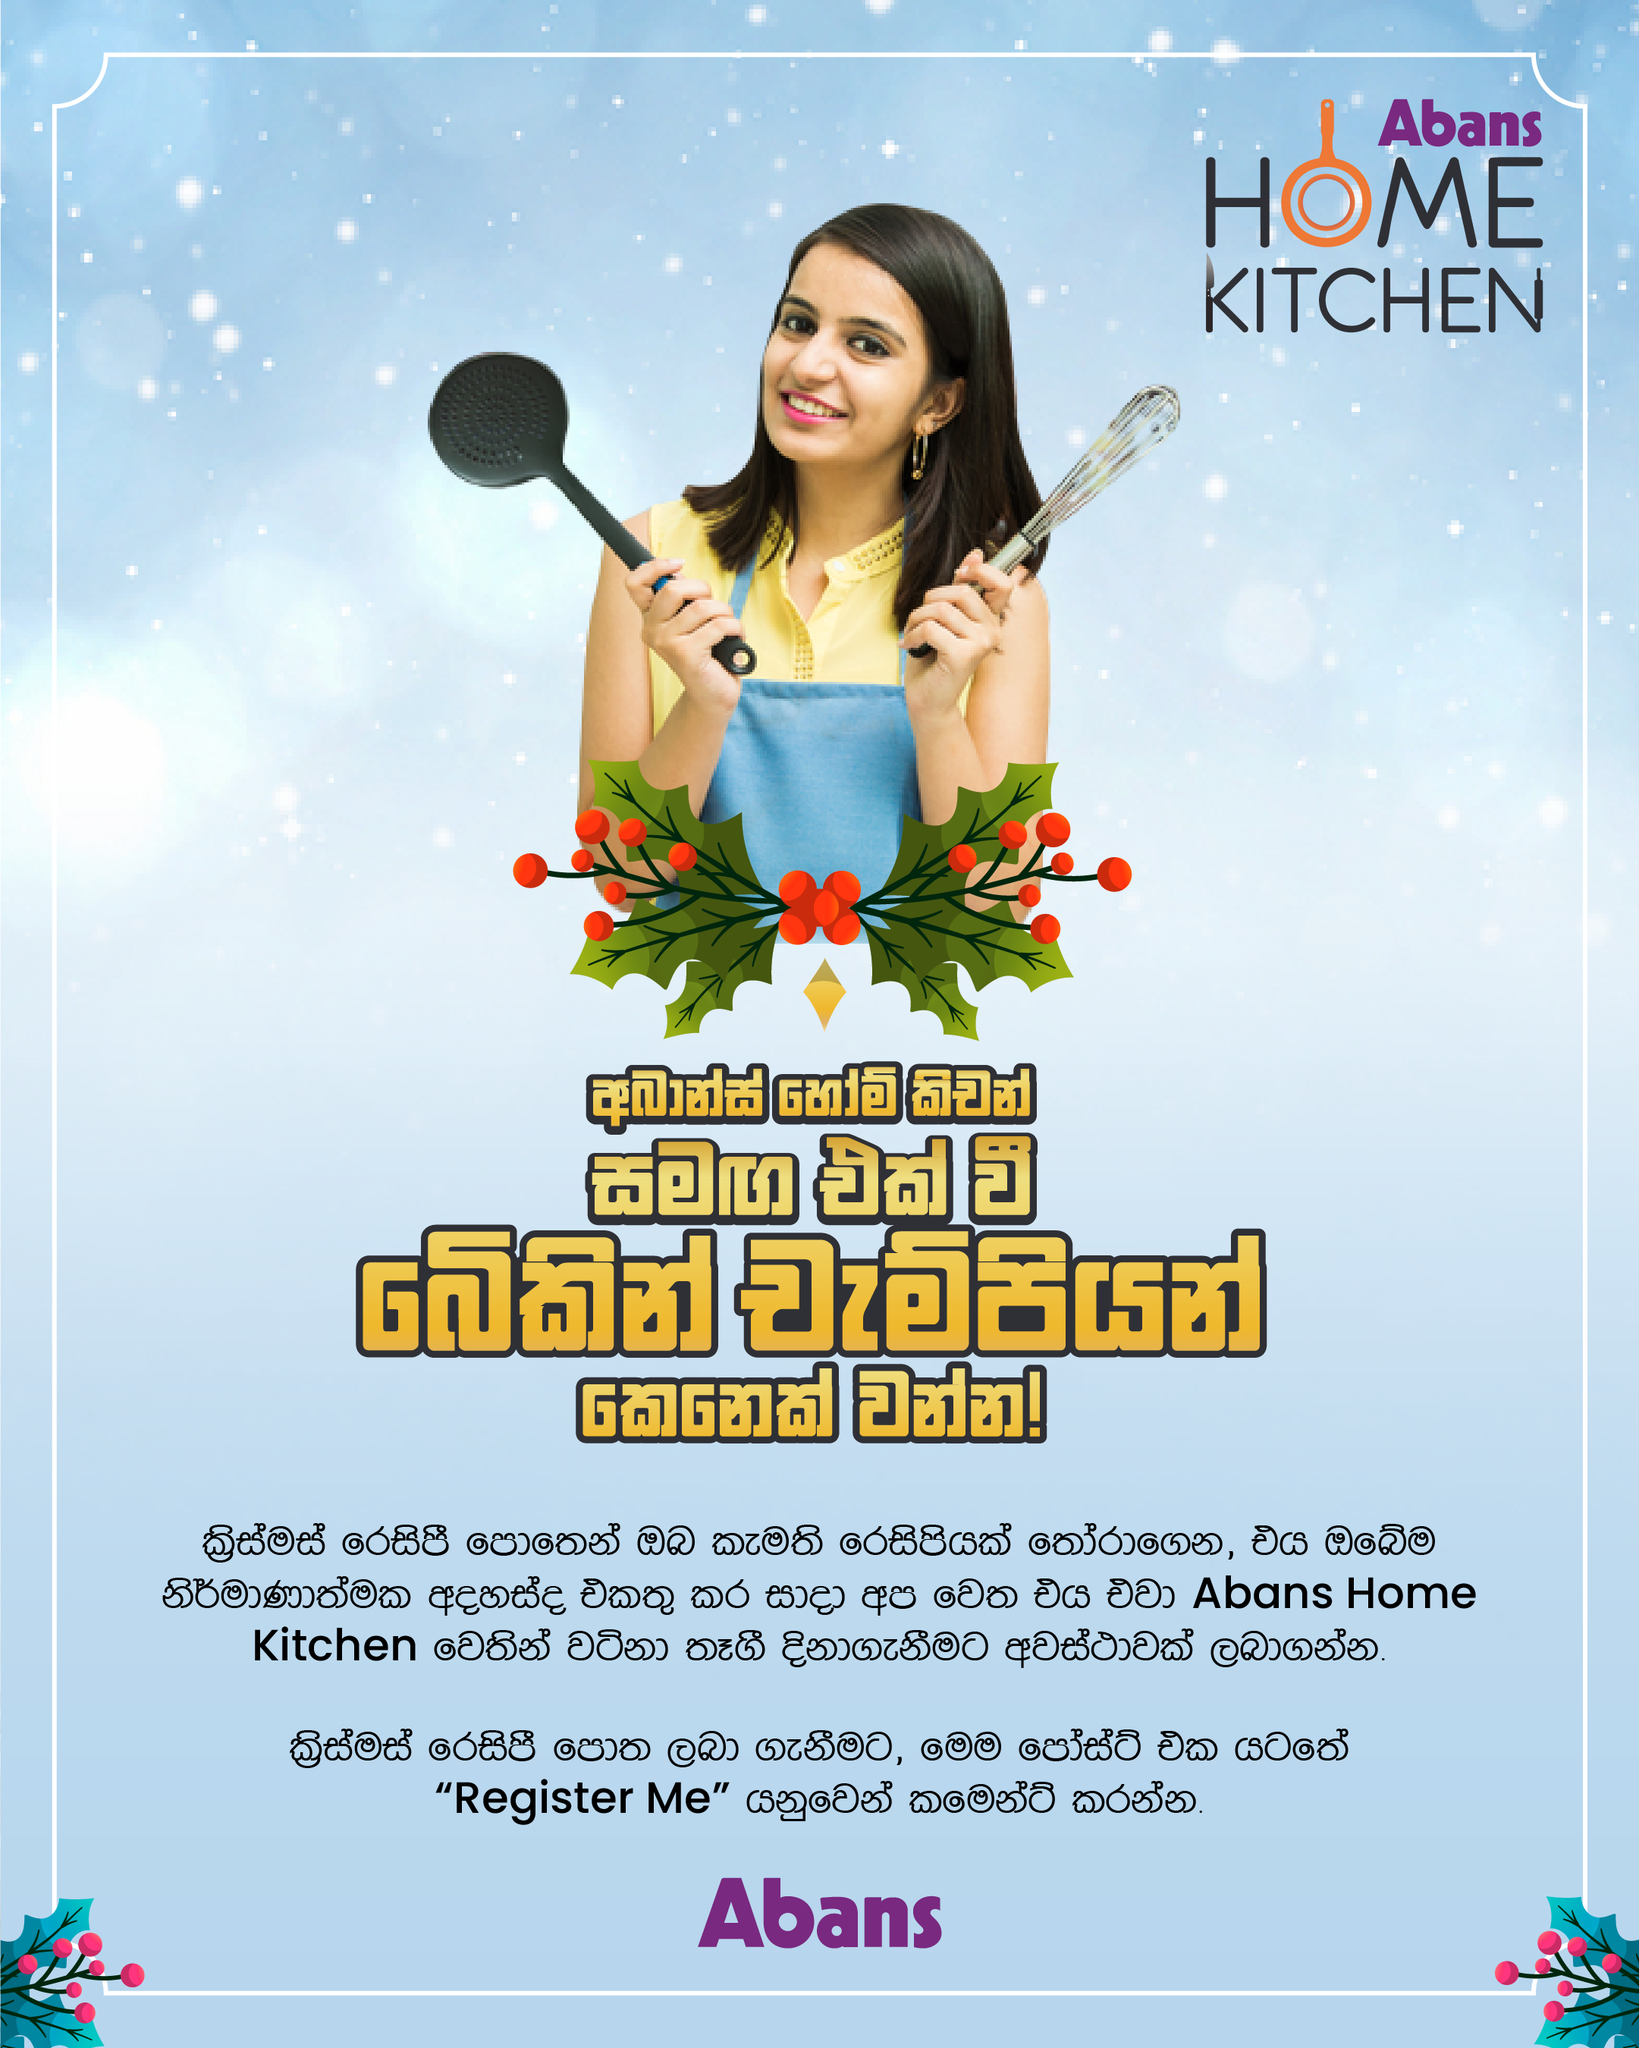 Abans
HOME
KITCHEN
අබාන්ස් හෝම් කිචන්
සමඟ එක් වී
බේකින් චැම්පියන්
කෙනෙක් වන්න!
ක්‍රිස්මස් රෙසිපී පොතෙන් ඔබ කැමති රෙසිපියක් තෝරාගෙන, එය ඔබේම
නිර්මාණාත්මක අදහස්ද එකතු කර සාදා අප වෙත එය එවා Abans Home
Kitchen වෙතින් වටිනා තෑගී දිනාගැනීමට අවස්ථාවක් ලබාගන්න.
ක්‍රිස්මස් රෙසිපී පොත ලබා ගැනීමට, මෙම පෝස්ට් එක යටතේ
“Register Me” යනුවෙන් කමෙන්ට් කරන්න.
Abans